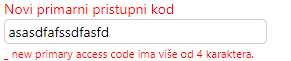 Novi primarni pristupni kod
asasdfafssdfasfd
_ new primary access code ima više od 4 karaktera.